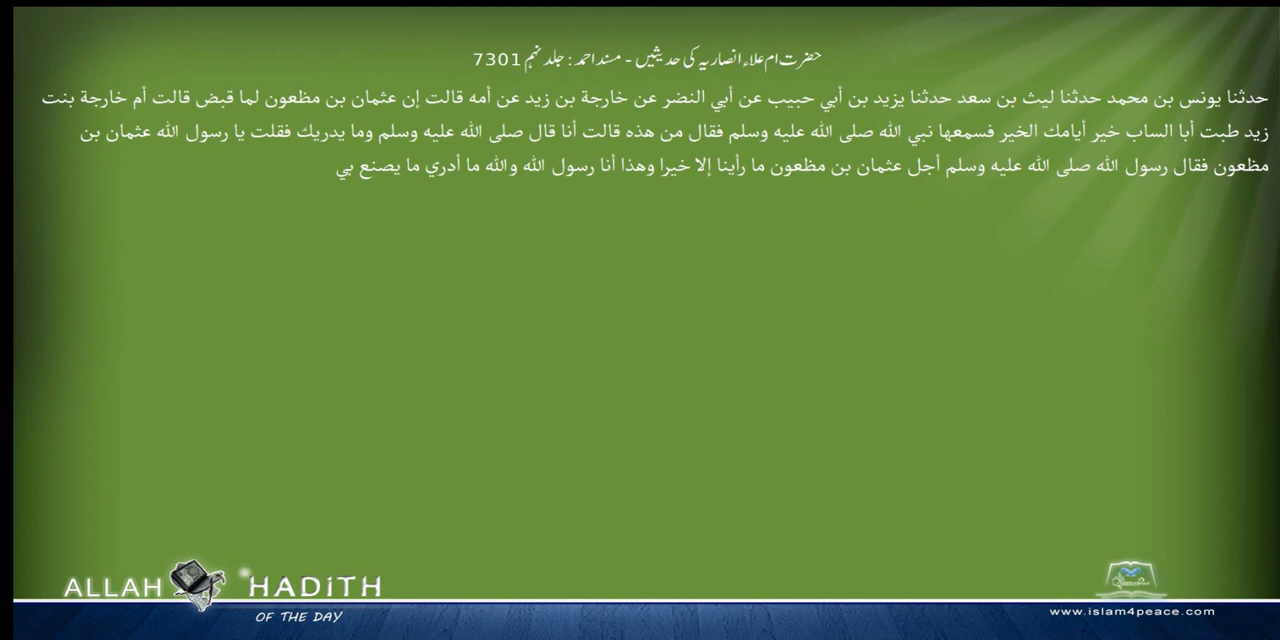 حضرت ام علاء انصاریہ کی حدیثیں - مسند احمد : جلد نہم 7301
حدثنا يونس بن محمد حدثنا ليث بن سعد حدثنا يزيد بن أبي حبيب عن أبي النضر عن خارجة بن زيد عن أمه قالت إن عثمان بن مظعون لما قبض قالت أم خارجة بنت
زيد طبت أبا الساب خير أيامك الخير فسمعها نبي الله صلى الله عليه وسلم فقال من هذه قالت أنا قال صلى الله عليه وسلم وما يدريك فقلت يا رسول الله عثمان بن
مظعون فقال رسول الله صلى الله عليه وسلم أجل عثمان بن مظعون ما رأينا إلا خيرا وهذا أنا رسول الله والله ما أدري ما يصنع بي
ALLAH HADITH
OF THE DAY
www.islam4peace.com